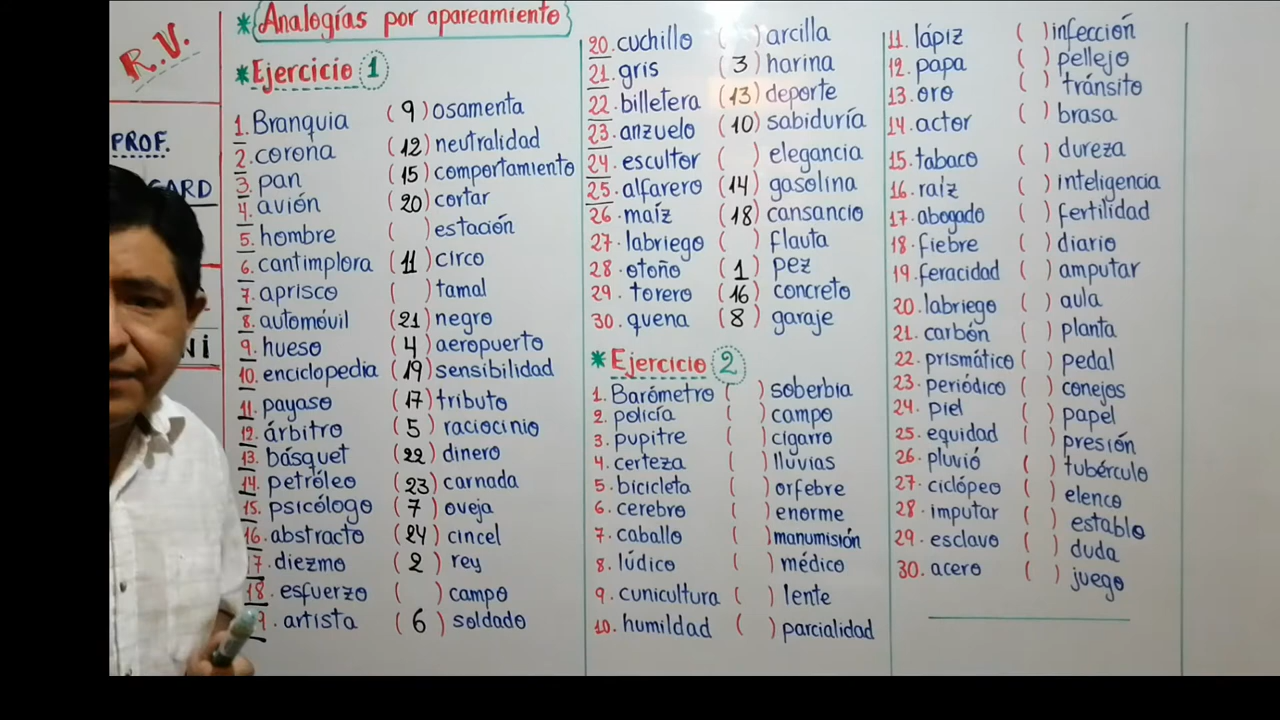 R.V.
PROF.
GARD
Ni
* Analogías por apareamiento
* Ejercicio 1
1. Branquia ( 9 ) osamenta
2. corona ( 12 ) neutralidad
3. pan ( 15 ) comportamiento
4. avión ( 20 ) cortar
5. hombre ( ) estación
6. cantimplora ( 11 ) circo
7. aprisco ( ) tamal
8. automóvil ( 21 ) negro
9. hueso ( 4 ) aeropuerto
10. enciclopedia ( 19 ) sensibilidad
11. payaso ( 17 ) tributo
12. árbitro ( 5 ) raciocinio
13. básquet ( 22 ) dinero
14. petróleo ( 23 ) carnada
15. psicólogo ( 7 ) oveja
16. abstracto ( 24 ) cincel
17. diezmo ( 2 ) rey
18. esfuerzo ( ) campo
19. artista ( 6 ) soldado
20. cuchillo ( ) arcilla
21. gris ( 3 ) harina
22. billetera ( 13 ) deporte
23. anzuelo ( 10 ) sabiduría
24. escultor ( ) elegancia
25. alfarero ( 14 ) gasolina
26. maíz ( 18 ) cansancio
27. labriego ( ) flauta
28. otoño ( 1 ) pez
29. torero ( 16 ) concreto
30. quena ( 8 ) garaje
* Ejercicio 2
1. Barómetro ( ) soberbia
2. policía ( ) campo
3. pupitre ( ) cigarro
4. certeza ( ) lluvias
5. bicicleta ( ) orfebre
6. cerebro ( ) enorme
7. caballo ( ) manumisión
8. lúdico ( ) médico
9. cunicultura ( ) lente
10. humildad ( ) parcialidad
11. lápiz ( ) infección
12. papa ( ) pellejo
13. oro ( ) tránsito
14. actor ( ) brasa
15. tabaco ( ) dureza
16. raíz ( ) inteligencia
17. abogado ( ) fertilidad
18. fiebre ( ) diario
19. feracidad ( ) amputar
20. labriego ( ) aula
21. carbón ( ) planta
22. prismático ( ) pedal
23. periódico ( ) conejos
24. piel ( ) papel
25. equidad ( ) presión
26. pluvió ( ) tubérculo
27. ciclópeo ( ) elenco
28. imputar ( ) establo
29. esclavo ( ) duda
30. acero ( ) juego